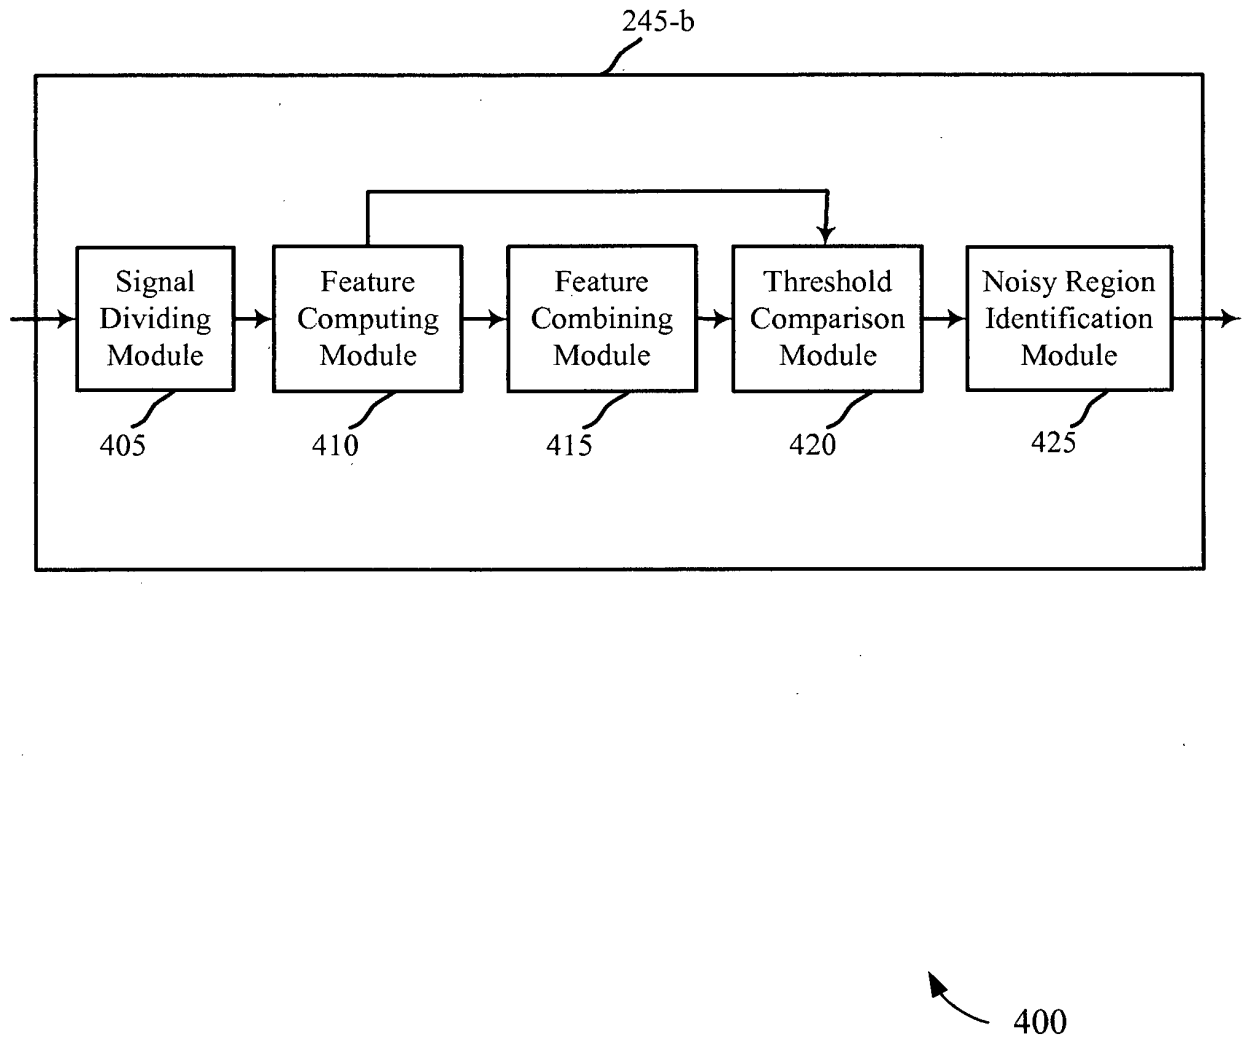 245-b
Signal
Dividing
Module
Feature
Computing
Module
Feature
Combining
Module
Threshold
Comparison
Module
Noisy Region
Identification
Module
405
410
415
420
425
400